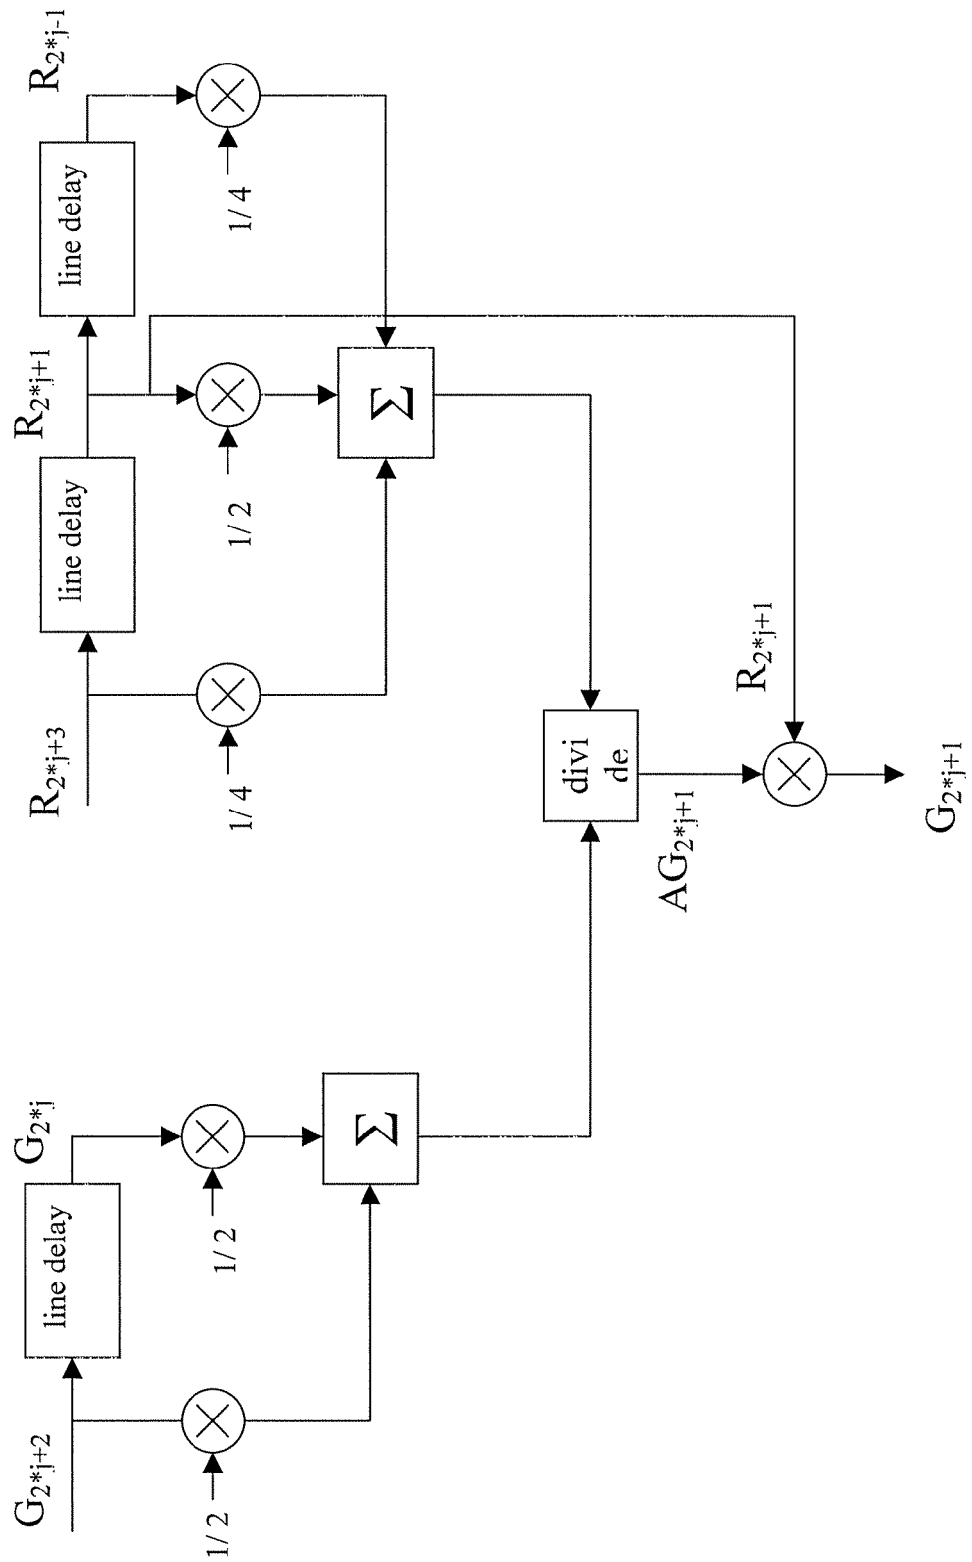 G2*j+2
line delay
G2*j
1/2
1/2
Σ
R2*j+3
line delay
R2*j+1
line delay
R2*j-1
1/4
1/2
1/4
Σ
divi
de
AG2*j+1
R2*j+1
G2*j+1